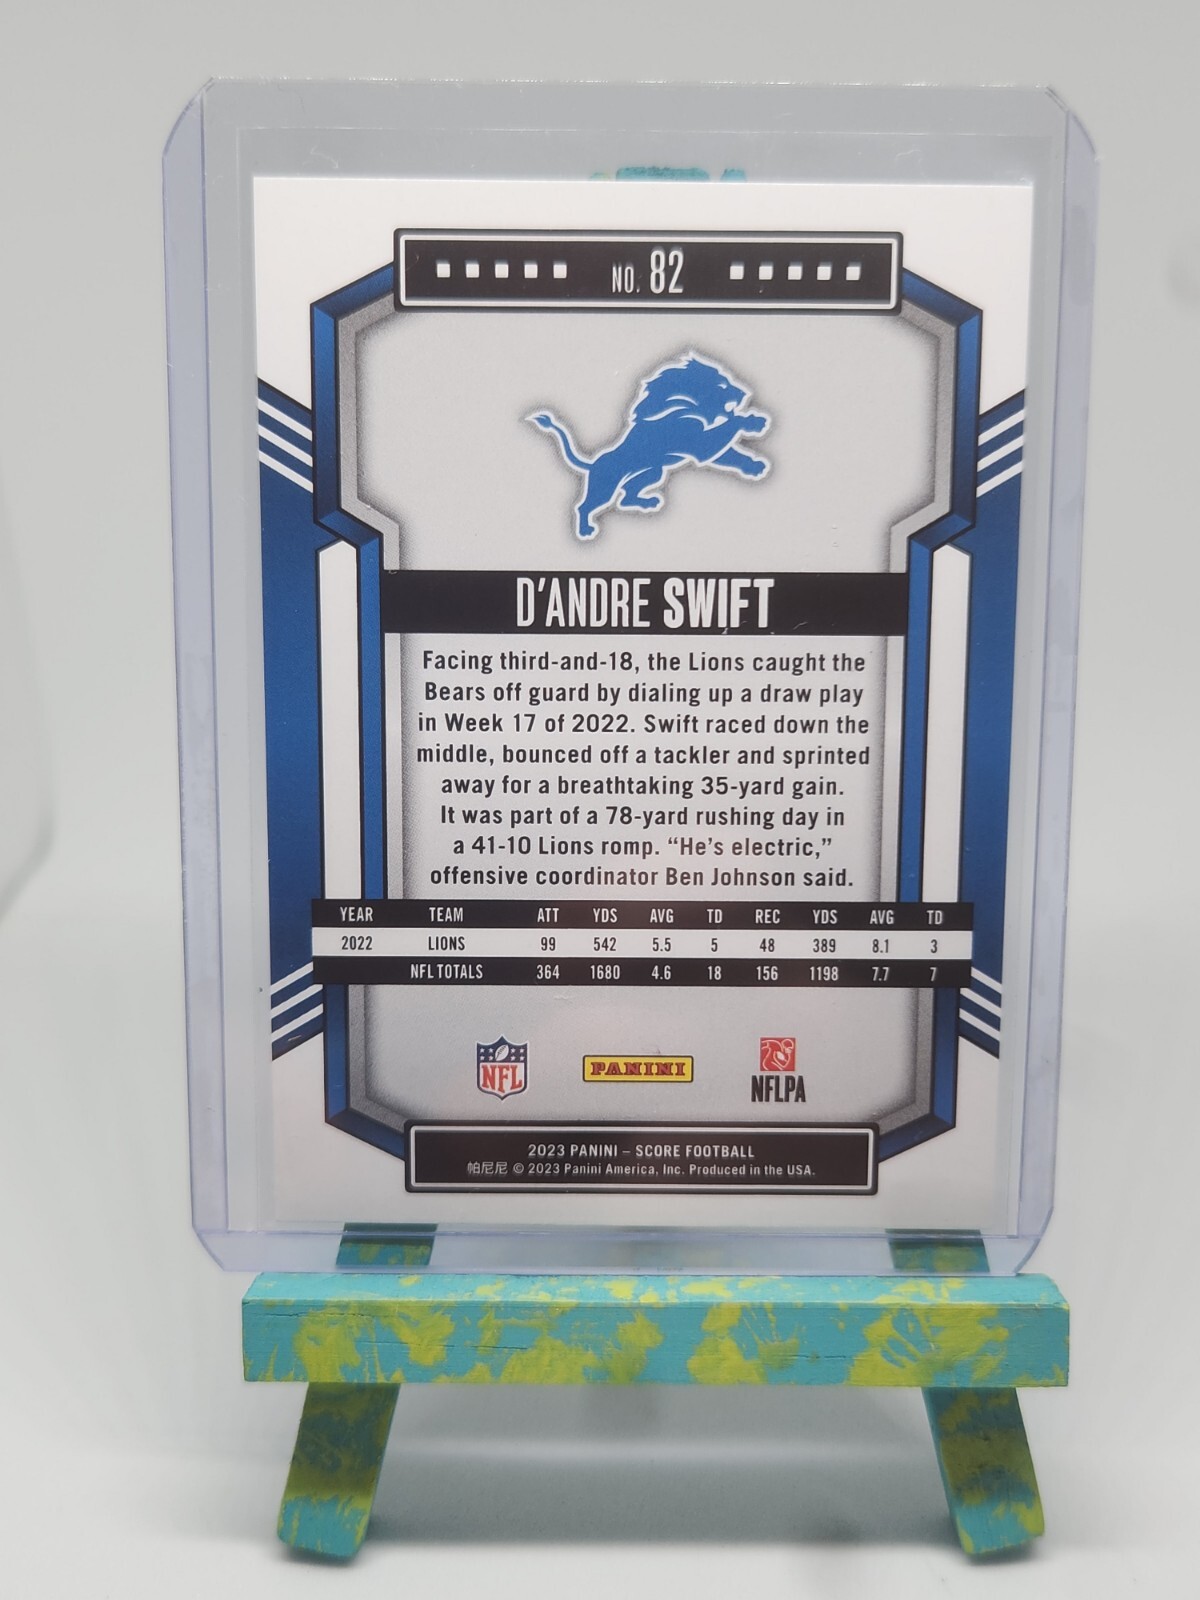 NO. 82
D'ANDRE SWIFT
Facing third-and-18, the Lions caught the
Bears off guard by dialing up a draw play
in Week 17 of 2022. Swift raced down the
middle, bounced off a tackler and sprinted
away for a breathtaking 35-yard gain.
It was part of a 78-yard rushing day in
a 41-10 Lions romp. “He's electric,”
offensive coordinator Ben Johnson said.
YEAR TEAM ATT YDS AVG TD REC YDS AVG TD
2022 LIONS 99 542 5.5 5 48 389 8.1 3
NFL TOTALS 364 1680 4.6 18 156 1198 7.7 7
NFL PANINI NFLPA
2023 PANINI – SCORE FOOTBALL
帕尼尼 © 2023 Panini America, Inc. Produced in the USA.